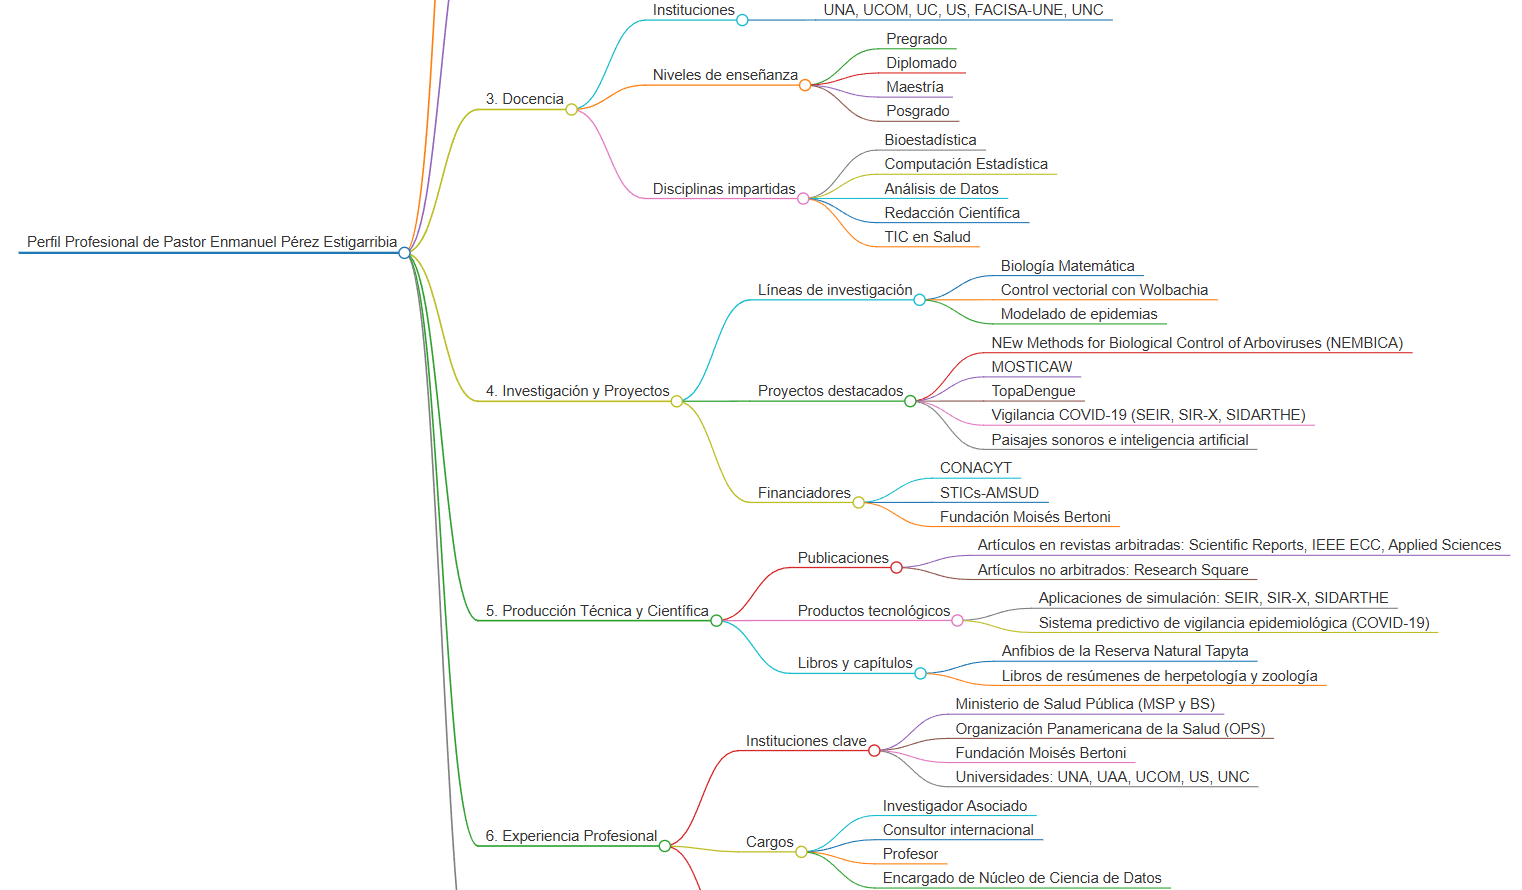 Perfil Profesional de Pastor Enmanuel Pérez Estigarribia
3. Docencia
Instituciones
UNA, UCOM, UC, US, FACISA-UNE, UNC
Niveles de enseñanza
Pregrado
Diplomado
Maestría
Posgrado
Disciplinas impartidas
Bioestadística
Computación Estadística
Análisis de Datos
Redacción Científica
TIC en Salud
4. Investigación y Proyectos
Líneas de investigación
Biología Matemática
Control vectorial con Wolbachia
Modelado de epidemias
Proyectos destacados
NEw Methods for Biological Control of Arboviruses (NEMBICA)
MOSTICAW
TopaDengue
Vigilancia COVID-19 (SEIR, SIR-X, SIDARTHE)
Paisajes sonoros e inteligencia artificial
Financiadores
CONACYT
STICs-AMSUD
Fundación Moisés Bertoni
5. Producción Técnica y Científica
Publicaciones
Artículos en revistas arbitradas: Scientific Reports, IEEE ECC, Applied Sciences
Artículos no arbitrados: Research Square
Productos tecnológicos
Aplicaciones de simulación: SEIR, SIR-X, SIDARTHE
Sistema predictivo de vigilancia epidemiológica (COVID-19)
Libros y capítulos
Anfibios de la Reserva Natural Tapyta
Libros de resúmenes de herpetología y zoología
6. Experiencia Profesional
Instituciones clave
Ministerio de Salud Pública (MSP y BS)
Organización Panamericana de la Salud (OPS)
Fundación Moisés Bertoni
Universidades: UNA, UAA, UCOM, US, UNC
Cargos
Investigador Asociado
Consultor internacional
Profesor
Encargado de Núcleo de Ciencia de Datos